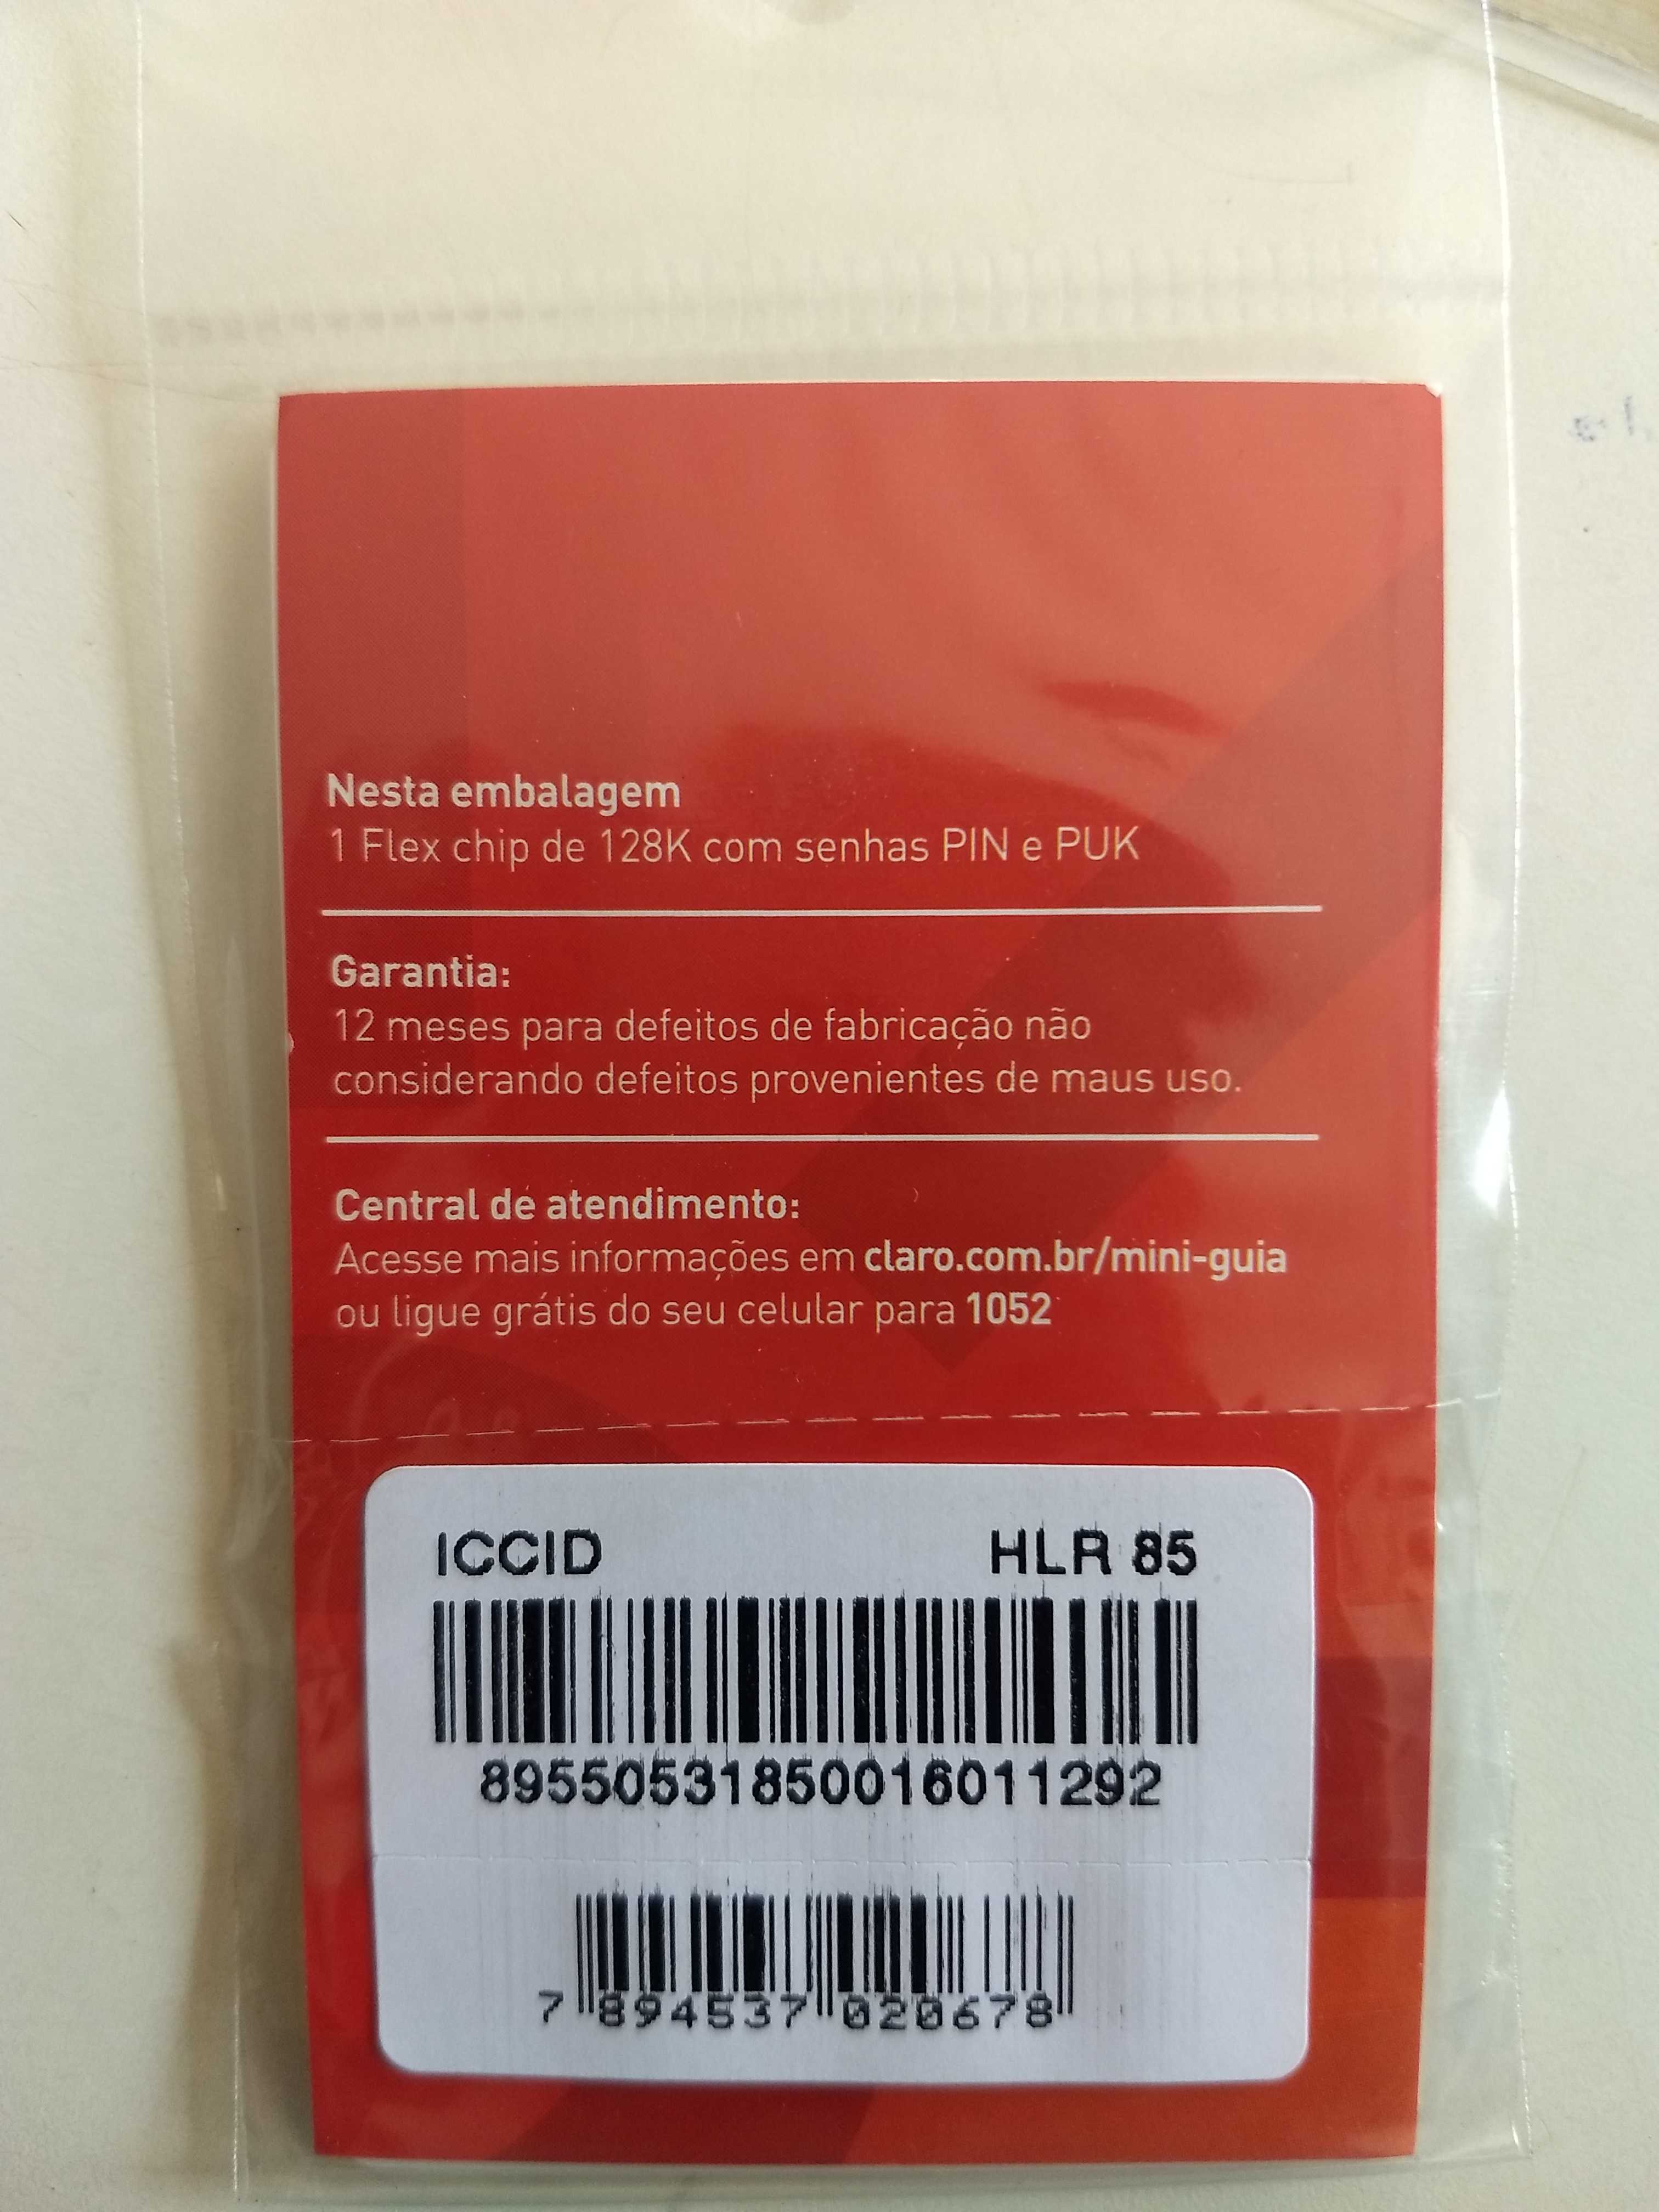 Nesta embalagem
1 Flex chip de 128K com senhas PIN e PUK
Garantia:
12 meses para defeitos de fabricação não
considerando defeitos provenientes de maus uso.
Central de atendimento:
Acesse mais informações em claro.com.br/mini-guia
ou ligue grátis do seu celular para 1052
ICCID HLR 85
89550531850016011292
7 894537 020678